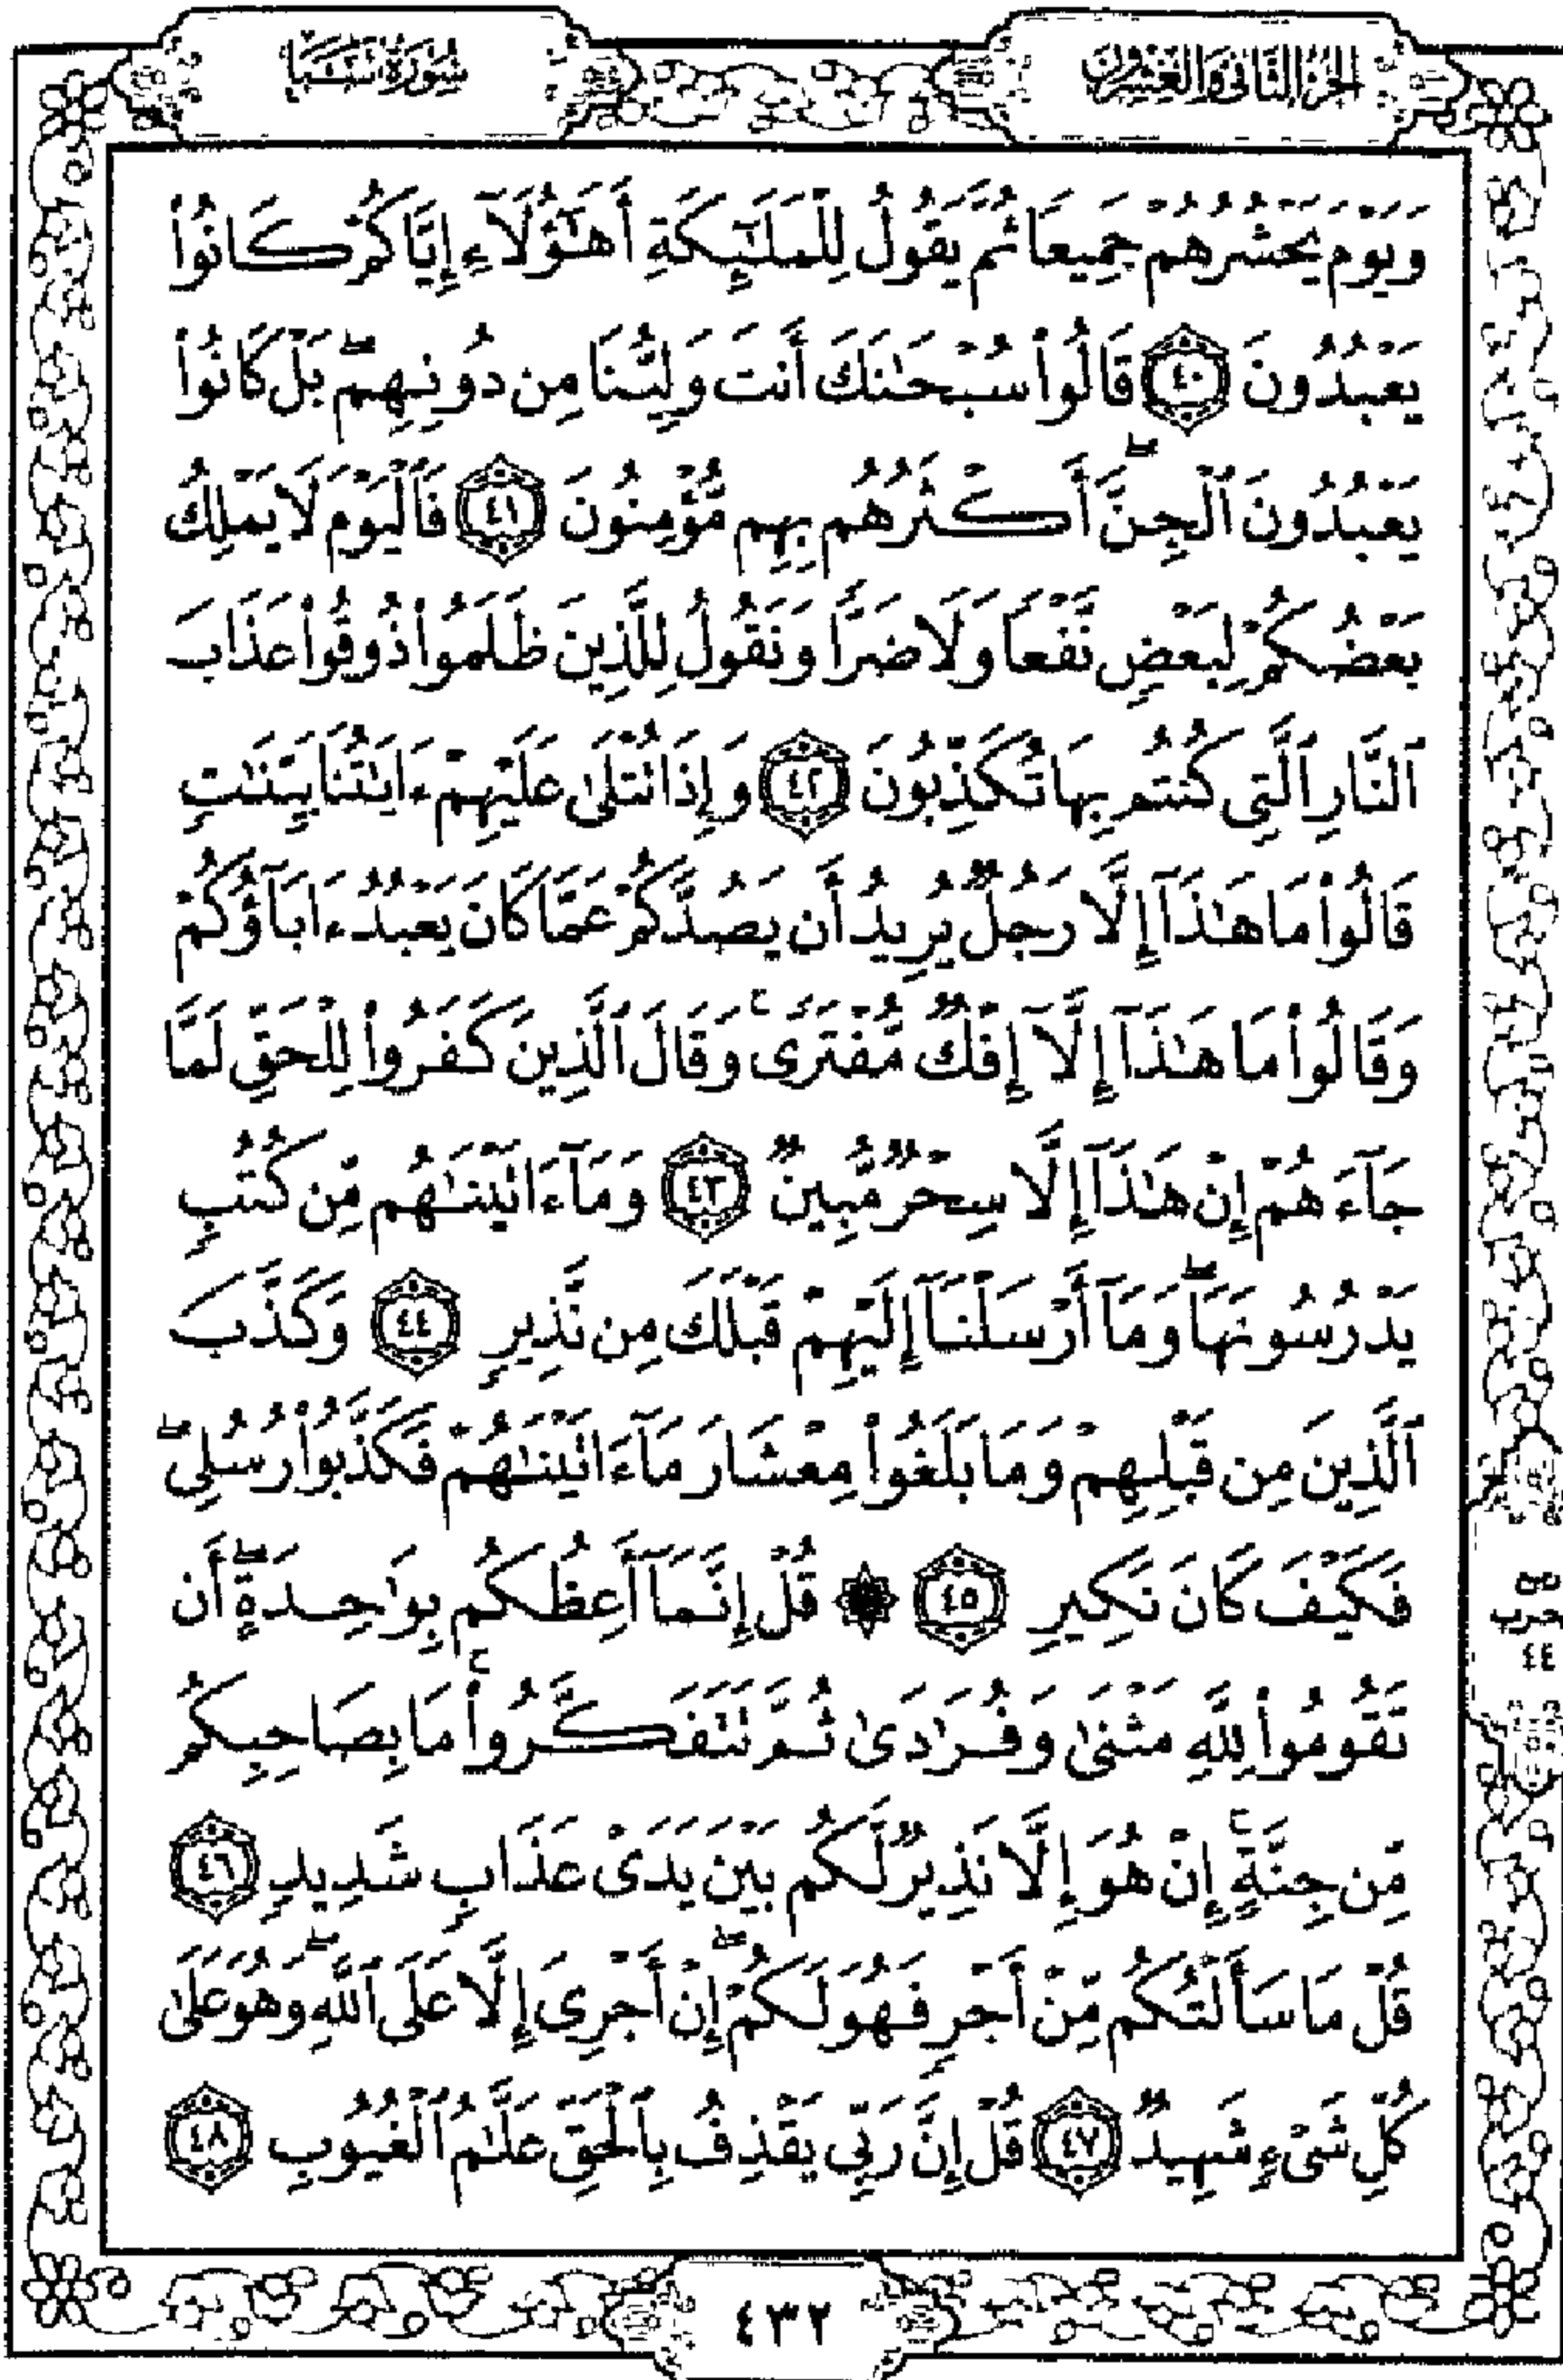 الجزء الثاني والعشرون
سورة سبأ
وَيَوْمَ يَحْشُرُهُمْ جَمِيعًا ثُمَّ يَقُولُ لِلْمَلَٰٓئِكَةِ أَهَٰٓؤُلَآءِ إِيَّاكُمْ كَانُوا۟
يَعْبُدُونَ ٤٠ قَالُوا۟ سُبْحَٰنَكَ أَنتَ وَلِيُّنَا مِن دُونِهِمۖ بَلْ كَانُوا۟
يَعْبُدُونَ ٱلْجِنَّۖ أَكْثَرُهُم بِهِم مُّؤْمِنُونَ ٤١ فَٱلْيَوْمَ لَا يَمْلِكُ
بَعْضُكُمْ لِبَعْضٍ نَّفْعًا وَلَا ضَرًّا وَنَقُولُ لِلَّذِينَ ظَلَمُوا۟ ذُوقُوا۟ عَذَابَ
ٱلنَّارِ ٱلَّتِى كُنتُم بِهَا تُكَذِّبُونَ ٤٢ وَإِذَا تُتْلَىٰ عَلَيْهِمْ ءَايَٰتُنَا بَيِّنَٰتٍ
قَالُوا۟ مَا هَٰذَآ إِلَّا رَجُلٌ يُرِيدُ أَن يَصُدَّكُمْ عَمَّا كَانَ يَعْبُدُ ءَابَآؤُكُمْ
وَقَالُوا۟ مَا هَٰذَآ إِلَّآ إِفْكٌ مُّفْتَرًىۚ وَقَالَ ٱلَّذِينَ كَفَرُوا۟ لِلْحَقِّ لَمَّا
جَآءَهُمْ إِنْ هَٰذَآ إِلَّا سِحْرٌ مُّبِينٌ ٤٣ وَمَآ ءَاتَيْنَٰهُم مِّن كُتُبٍ
يَدْرُسُونَهَاۖ وَمَآ أَرْسَلْنَآ إِلَيْهِمْ قَبْلَكَ مِن نَّذِيرٍ ٤٤ وَكَذَّبَ
ٱلَّذِينَ مِن قَبْلِهِمْ وَمَا بَلَغُوا۟ مِعْشَارَ مَآ ءَاتَيْنَٰهُمْ فَكَذَّبُوا۟ رُسُلِىۖ
فَكَيْفَ كَانَ نَكِيرِ ٤٥ ۞ قُلْ إِنَّمَآ أَعِظُكُم بِوَٰحِدَةٍۖ أَن
تَقُومُوا۟ لِلَّهِ مَثْنَىٰ وَفُرَٰدَىٰ ثُمَّ تَتَفَكَّرُوا۟ۚ مَا بِصَاحِبِكُم
مِّن جِنَّةٍۚ إِنْ هُوَ إِلَّا نَذِيرٌ لَّكُم بَيْنَ يَدَىْ عَذَابٍ شَدِيدٍ ٤٦
قُلْ مَا سَأَلْتُكُم مِّنْ أَجْرٍ فَهُوَ لَكُمْۖ إِنْ أَجْرِىَ إِلَّا عَلَى ٱللَّهِۖ وَهُوَ عَلَىٰ
كُلِّ شَىْءٍ شَهِيدٌ ٤٧ قُلْ إِنَّ رَبِّى يَقْذِفُ بِٱلْحَقِّ عَلَّٰمُ ٱلْغُيُوبِ ٤٨
حزب
٤٤
٤٣٢